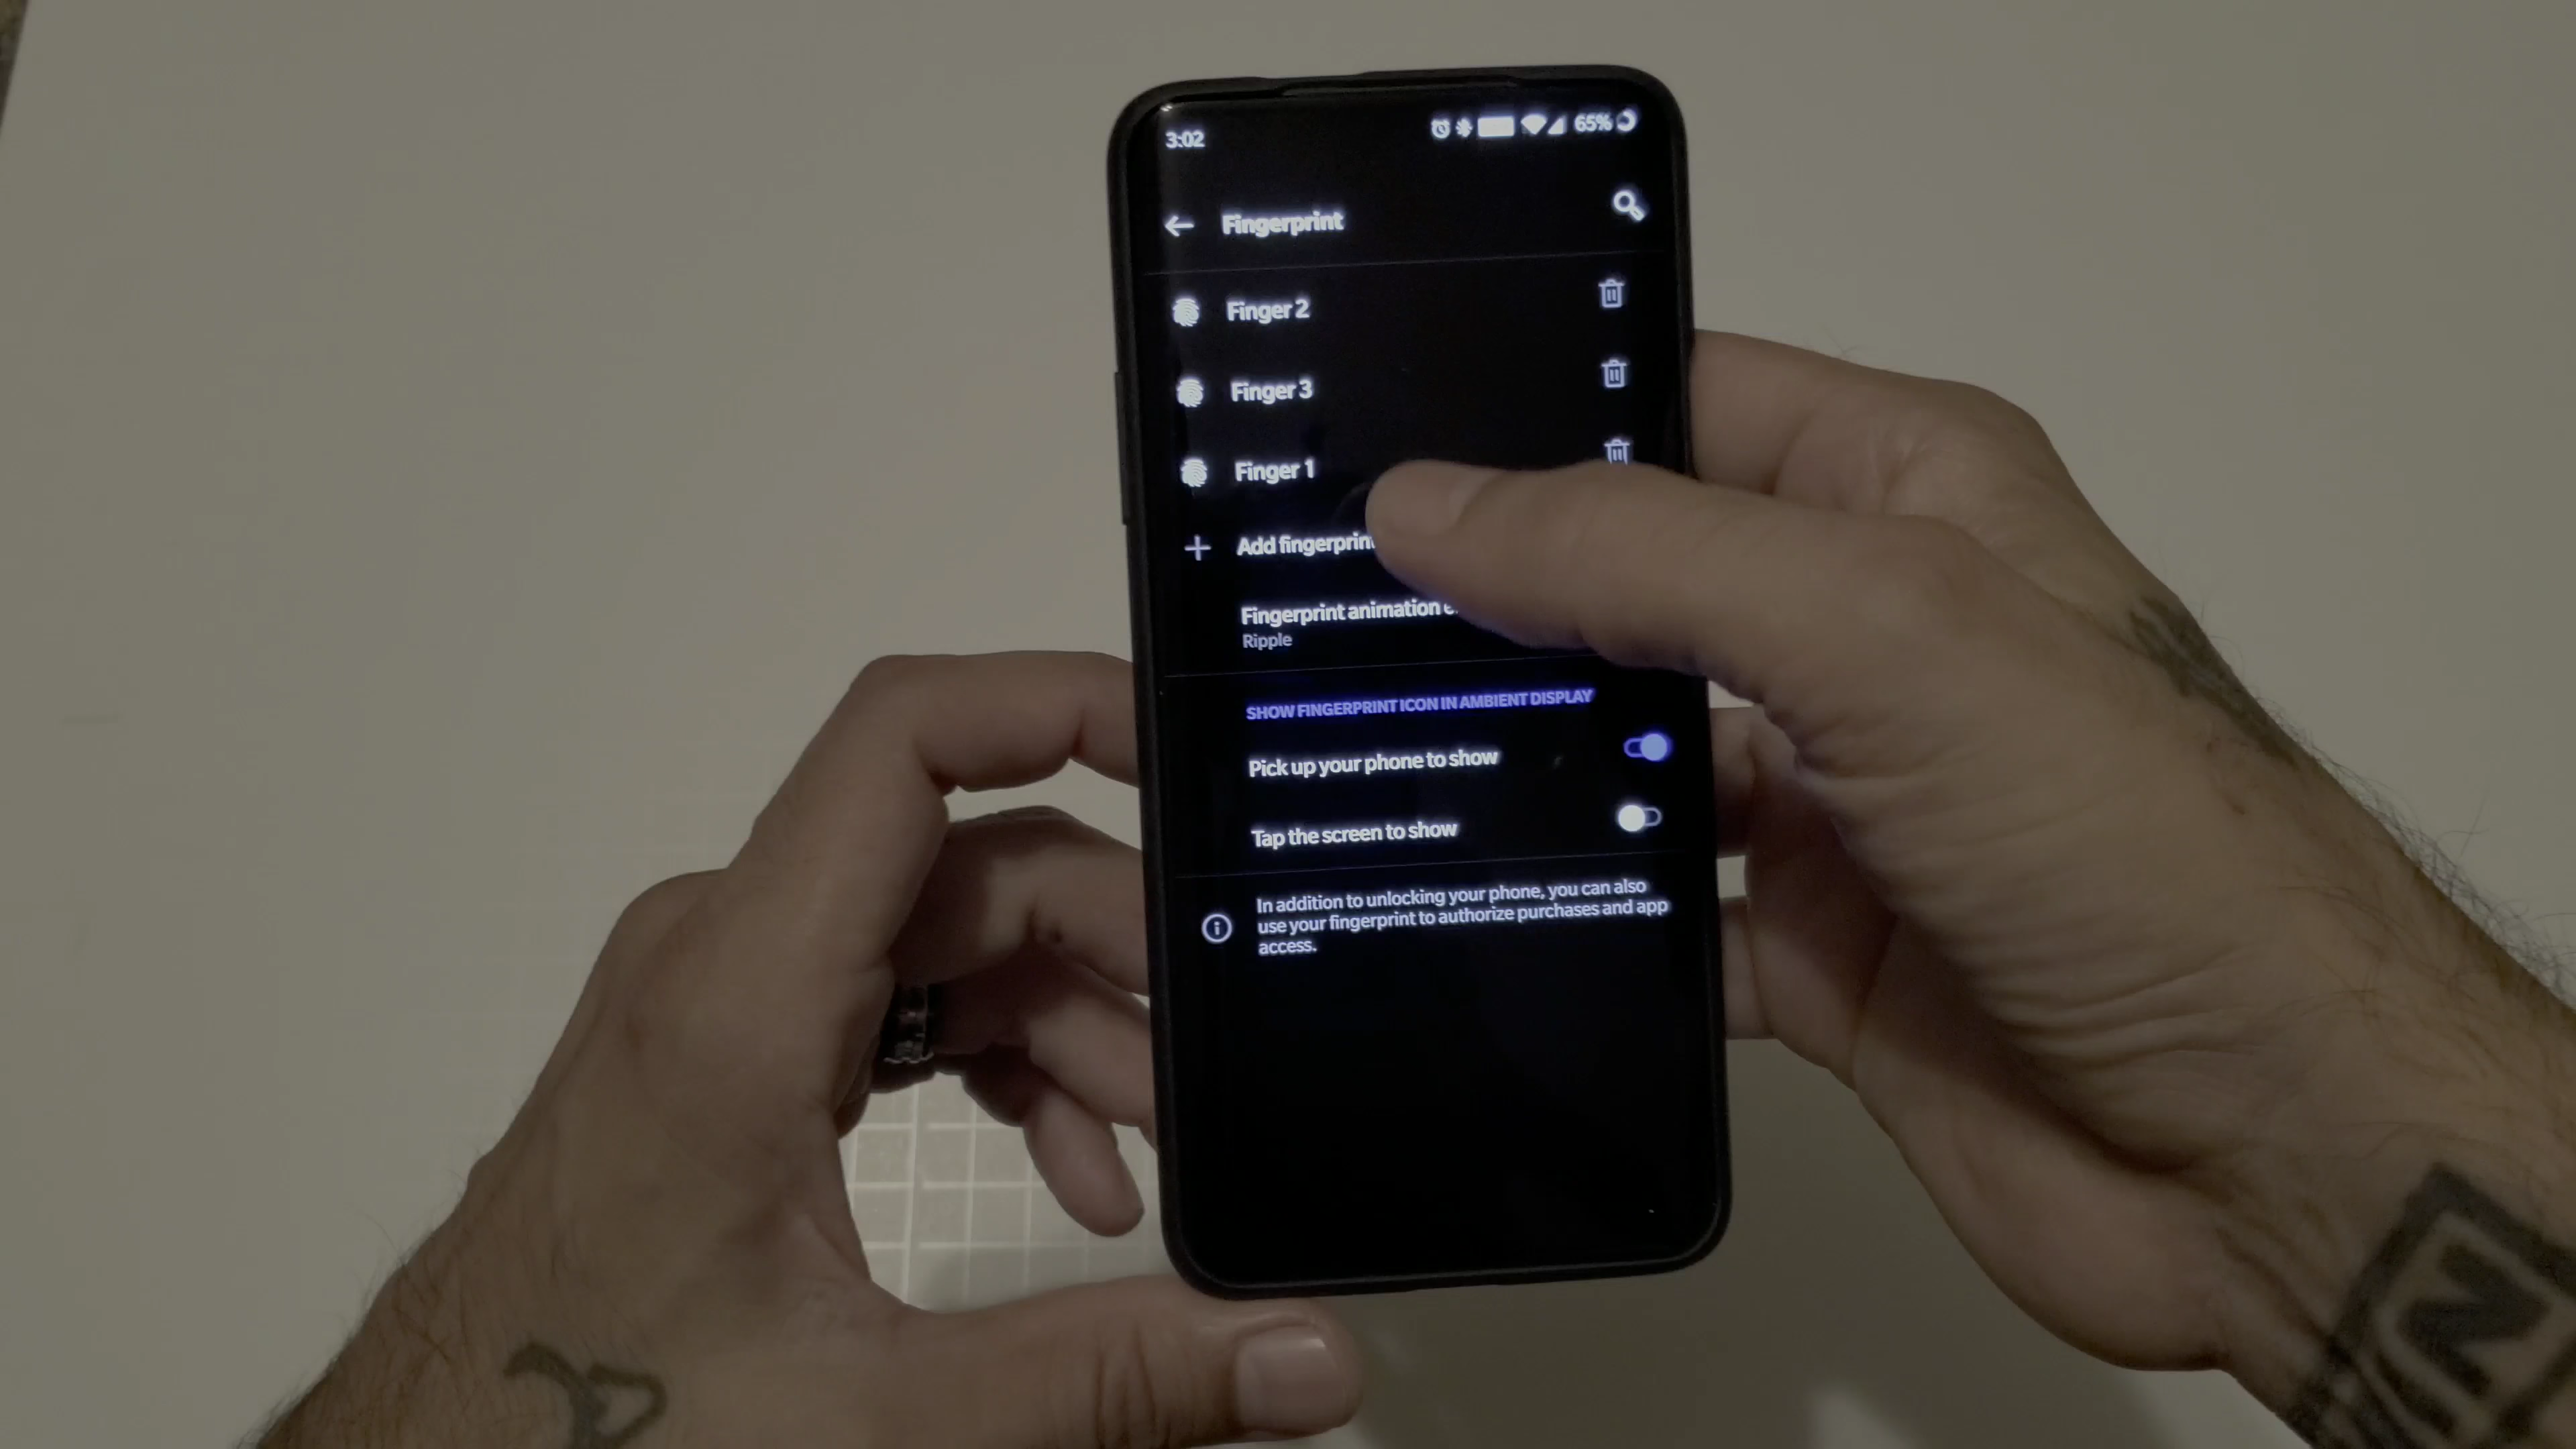 3:02
65%
Fingerprint
Finger 2
Finger 3
Finger 1
Add fingerprint
Fingerprint animation
Ripple
SHOW FINGERPRINT ICON IN AMBIENT DISPLAY
Pick up your phone to show
Tap the screen to show
In addition to unlocking your phone, you can also
use your fingerprint to authorize purchases and app
access.
N